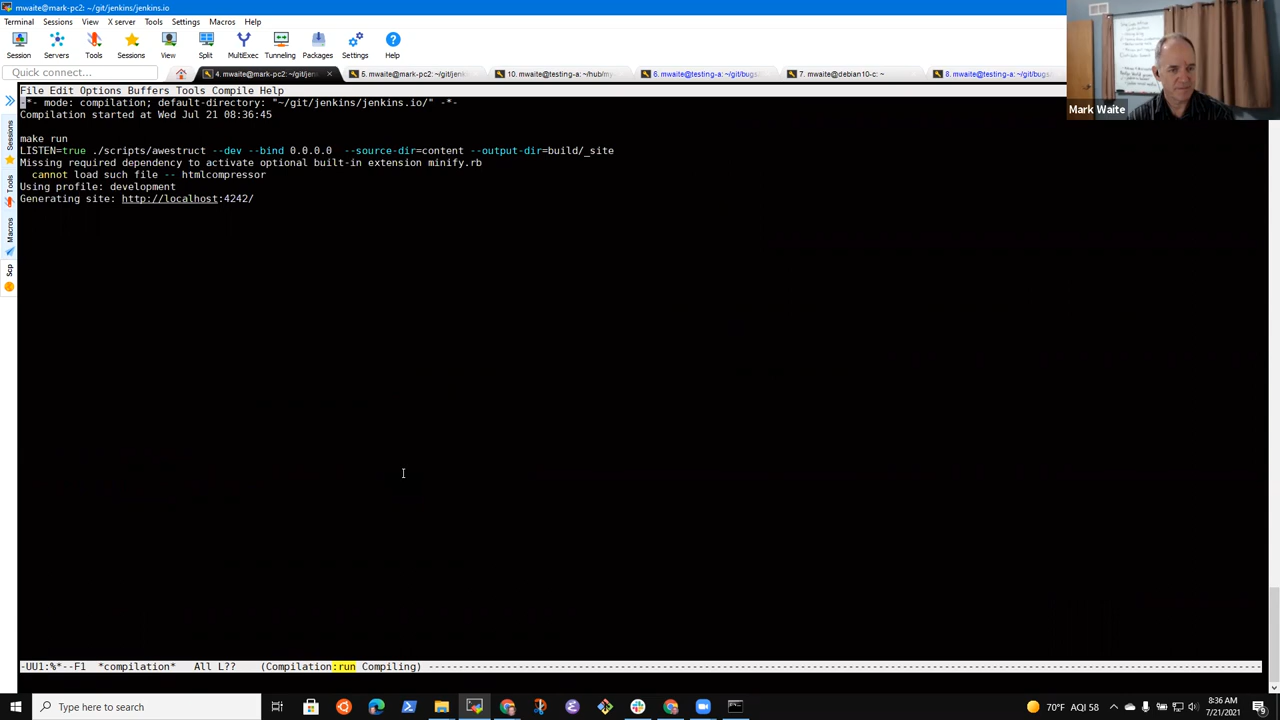 mwaite@mark-pc2: ~/git/jenkins/jenkins.io
Terminal Sessions View X server Tools Settings Macros Help
Session Servers Tools Sessions View Split MultiExec Tunneling Packages Settings Help
Quick connect...
4. mwaite@mark-pc2: ~/git/jen
5. mwaite@mark-pc2: ~/git/jen
10. mwaite@testing-a: ~/hub/my
6. mwaite@testing-a: ~/git/bugs
7. mwaite@debian10-c: ~
8. mwaite@testing-a: ~/git/bugs
Mark Waite
Sessions
Tools
Macros
Scp
File Edit Options Buffers Tools Compile Help
-*- mode: compilation; default-directory: "~/git/jenkins/jenkins.io/" -*-
Compilation started at Wed Jul 21 08:36:45
make run
LISTEN=true ./scripts/awestruct --dev --bind 0.0.0.0 --source-dir=content --output-dir=build/_site
Missing required dependency to activate optional built-in extension minify.rb
cannot load such file -- htmlcompressor
Using profile: development
Generating site: http://localhost:4242/
-UU1:%*--F1 *compilation* All L?? (Compilation:run Compiling) ----------------------------------------
Type here to search
70°F AQI 58
8:36 AM
7/21/2021
9